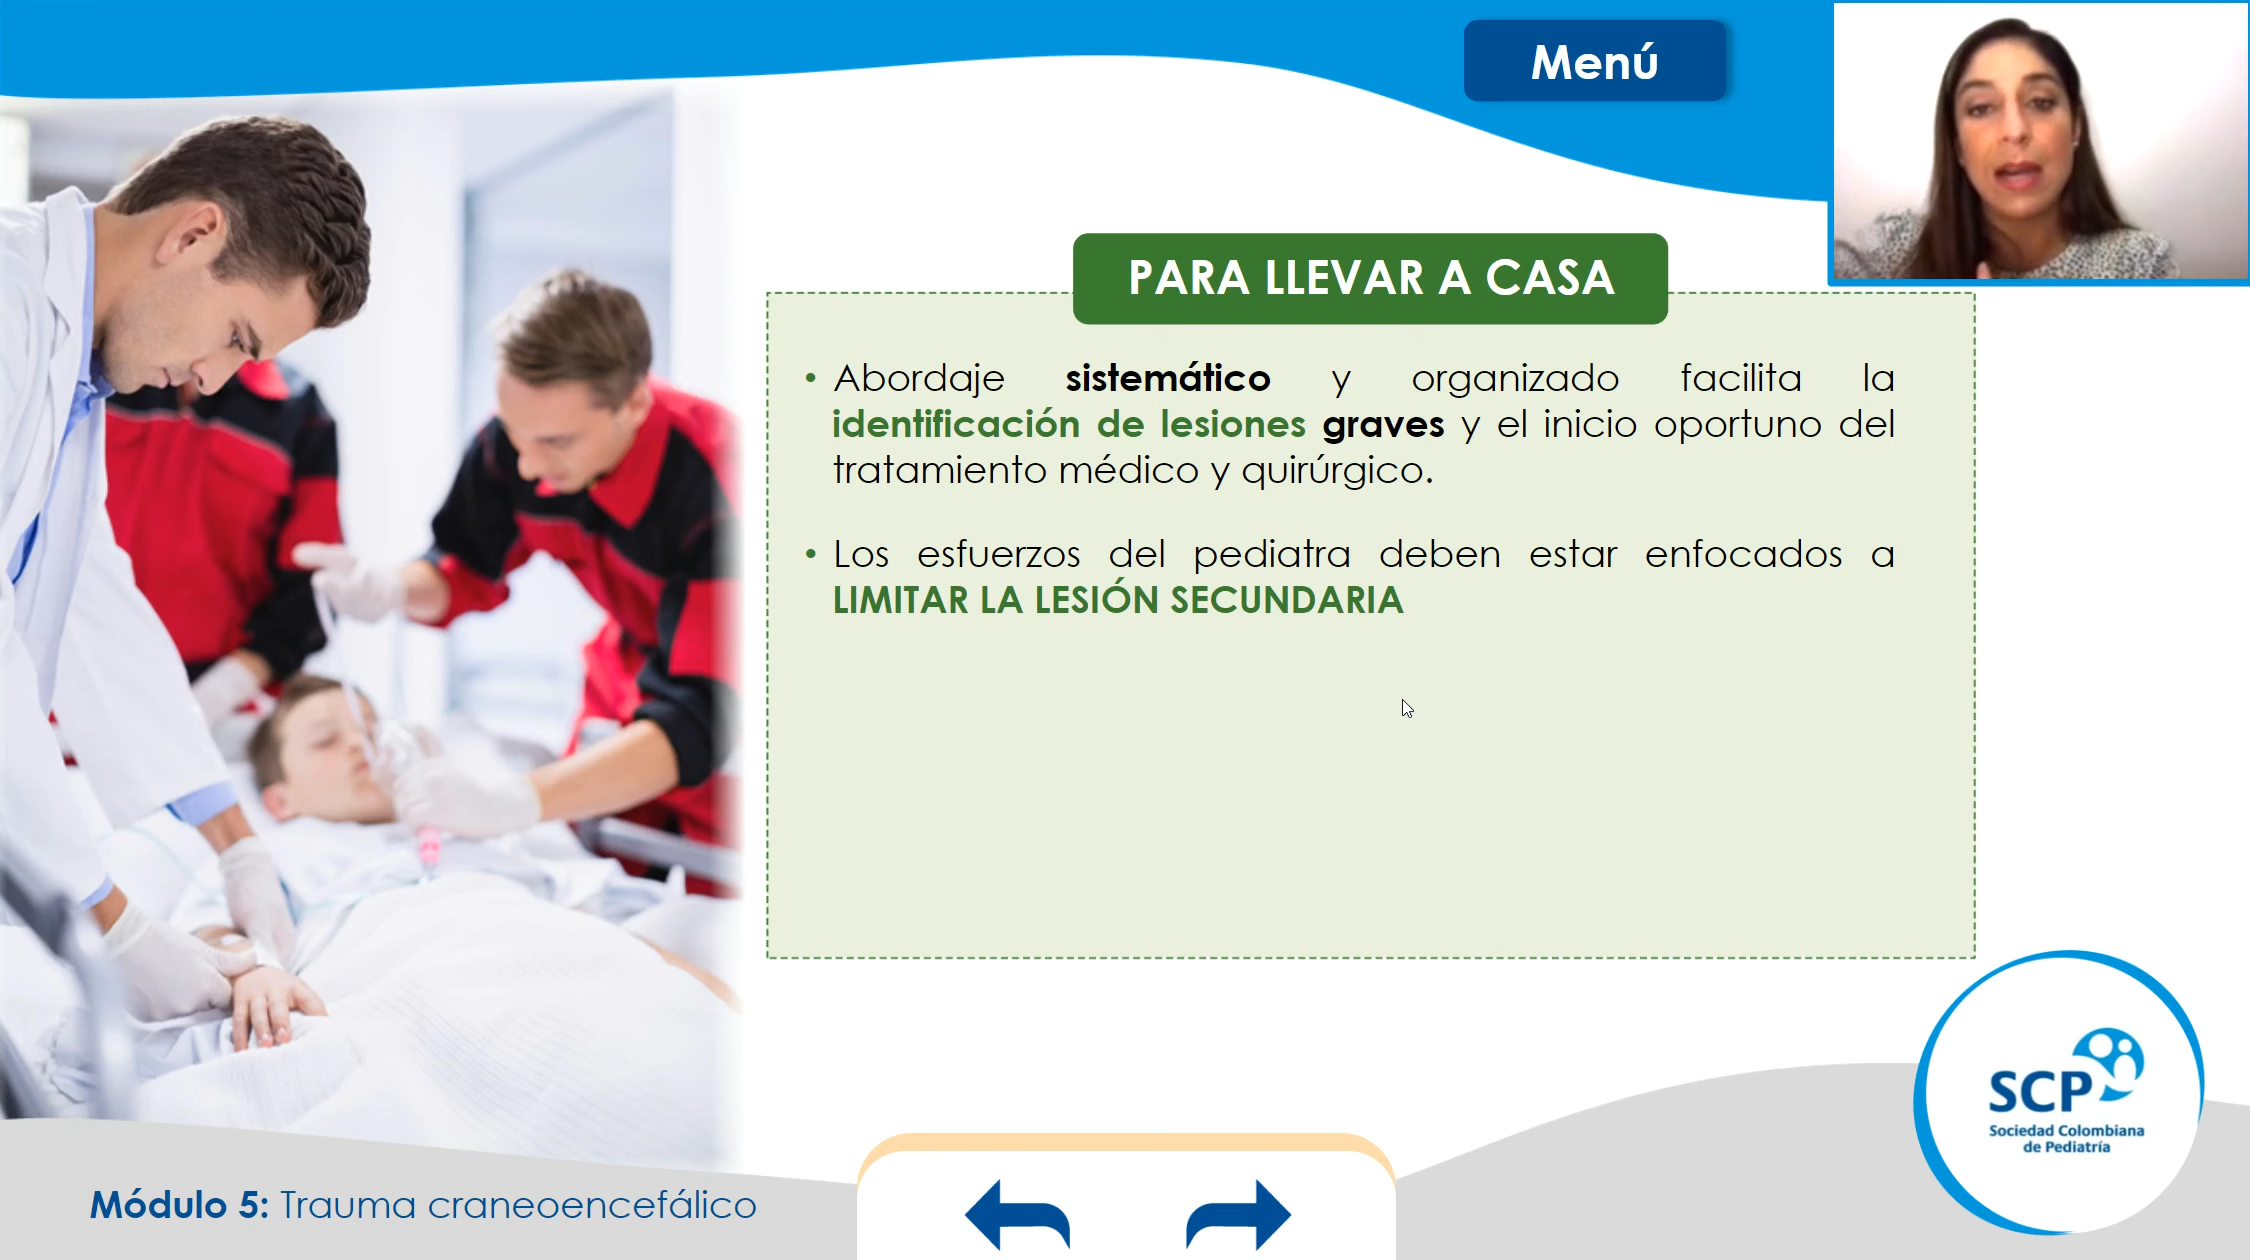 Menú
PARA LLEVAR A CASA
• Abordaje sistemático y organizado facilita la
identificación de lesiones graves y el inicio oportuno del
tratamiento médico y quirúrgico.
• Los esfuerzos del pediatra deben estar enfocados a
LIMITAR LA LESIÓN SECUNDARIA
SCP
Sociedad Colombiana
de Pediatría
Módulo 5: Trauma craneoencefálico